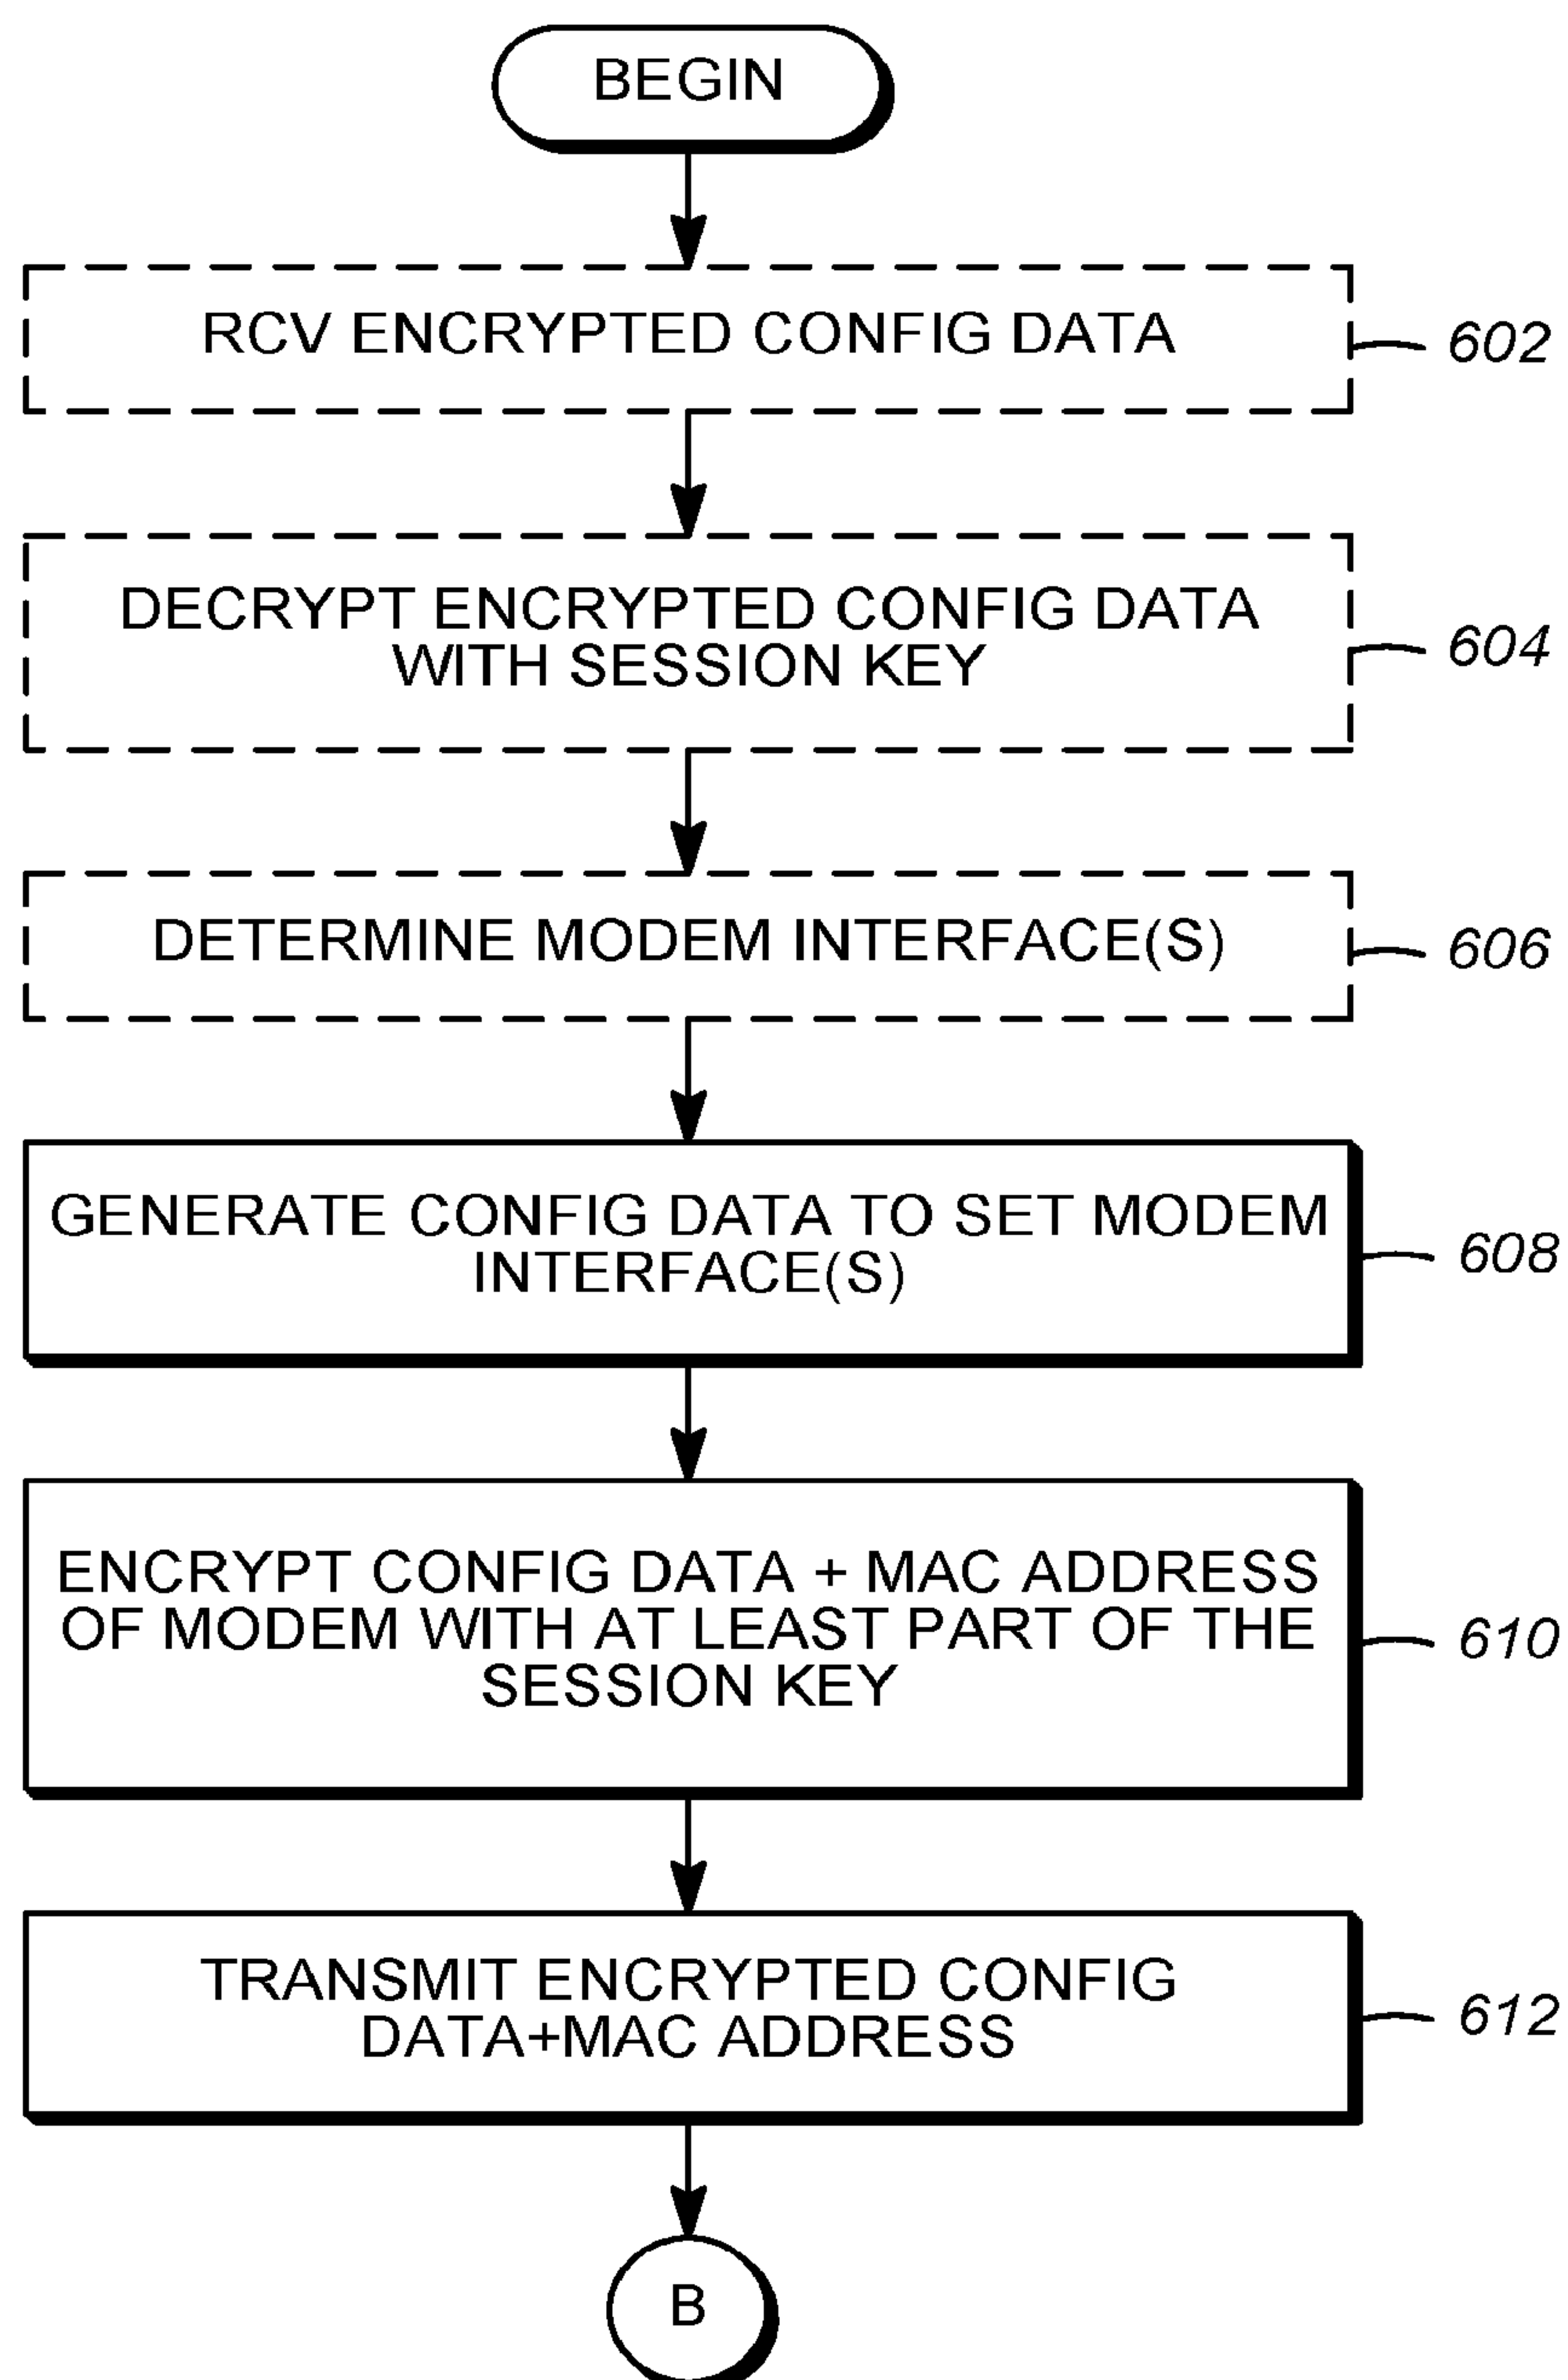 BEGIN
RCV ENCRYPTED CONFIG DATA
602
DECRYPT ENCRYPTED CONFIG DATA
WITH SESSION KEY
604
DETERMINE MODEM INTERFACE(S)
606
GENERATE CONFIG DATA TO SET MODEM
INTERFACE(S)
608
ENCRYPT CONFIG DATA + MAC ADDRESS
OF MODEM WITH AT LEAST PART OF THE
SESSION KEY
610
TRANSMIT ENCRYPTED CONFIG
DATA+MAC ADDRESS
612
B